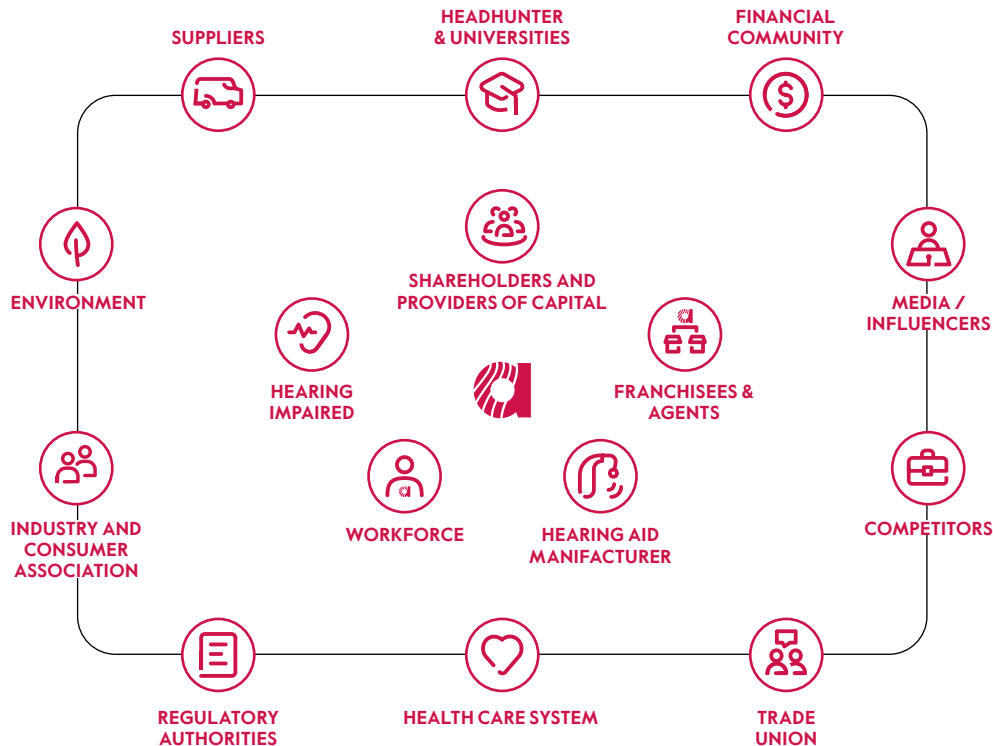 SUPPLIERS
HEADHUNTER
& UNIVERSITIES
FINANCIAL
COMMUNITY
ENVIRONMENT
SHAREHOLDERS AND
PROVIDERS OF CAPITAL
MEDIA /
INFLUENCERS
HEARING
IMPAIRED
FRANCHISEES &
AGENTS
INDUSTRY AND
CONSUMER
ASSOCIATION
WORKFORCE
HEARING AID
MANIFACTURER
COMPETITORS
REGULATORY
AUTHORITIES
HEALTH CARE SYSTEM
TRADE
UNION